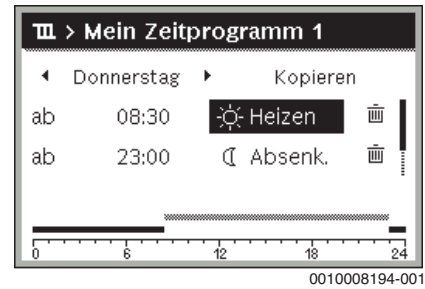 > Mein Zeitprogramm 1
Donnerstag Kopieren
ab 08:30 Heizen
ab 23:00 Absenk.
0 6 12 18 24
0010008194-001